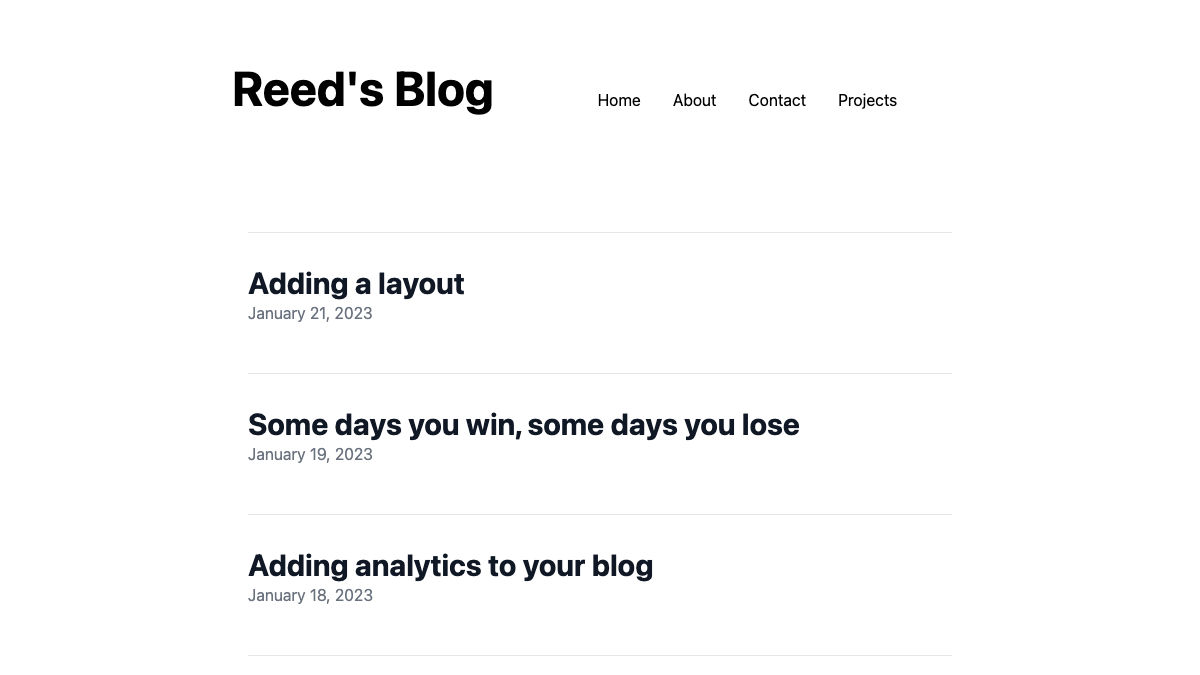 Reed's Blog
Home About Contact Projects
Adding a layout
January 21, 2023
Some days you win, some days you lose
January 19, 2023
Adding analytics to your blog
January 18, 2023